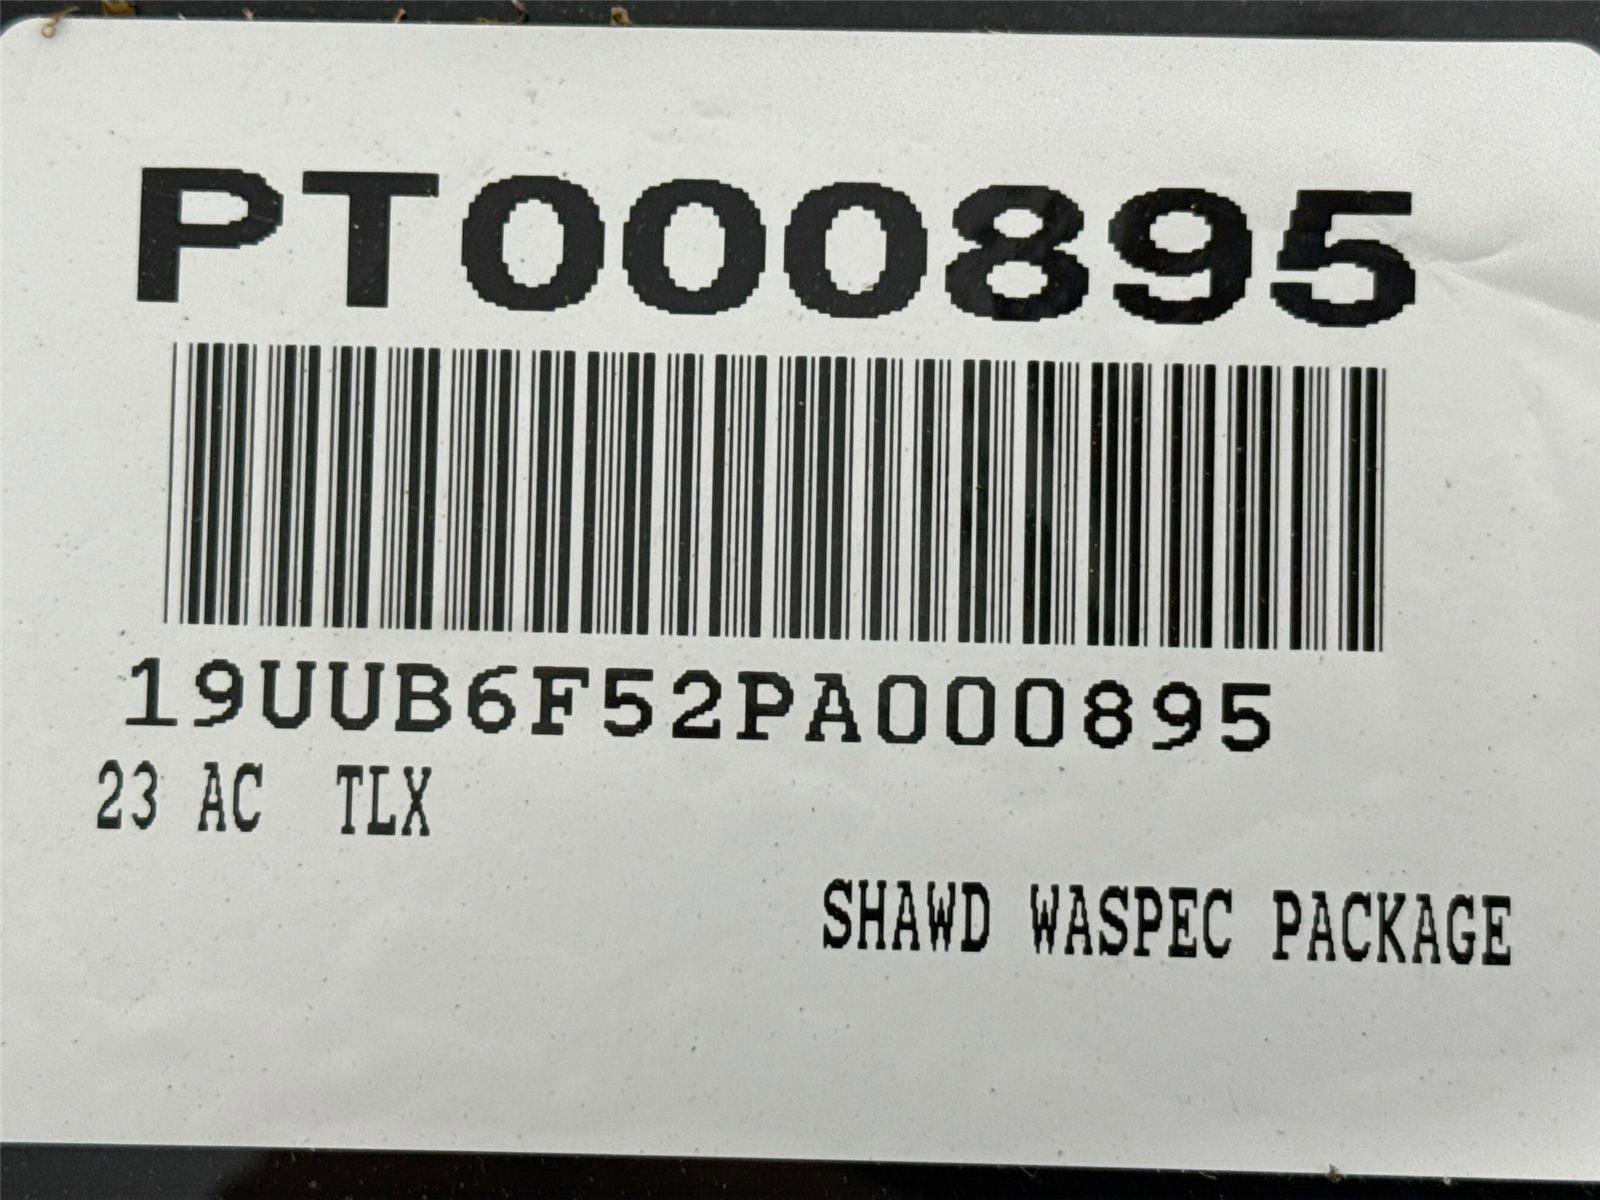 PT000895
19UUB6F52PA000895
23 AC TLX
SHAWD WASPEC PACKAGE